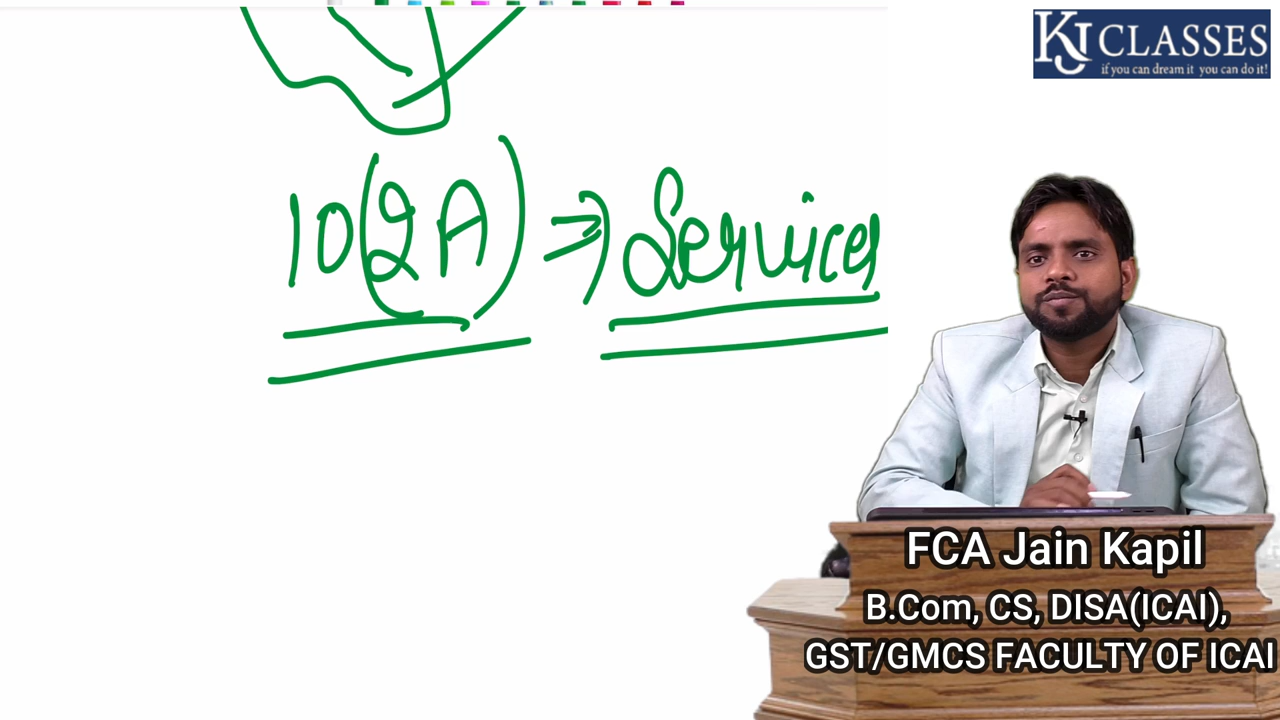 KJ CLASSES
if you can dream it you can do it!
10(2A) ⇒ Services
FCA Jain Kapil
B.Com, CS, DISA(ICAI),
GST/GMCS FACULTY OF ICAI